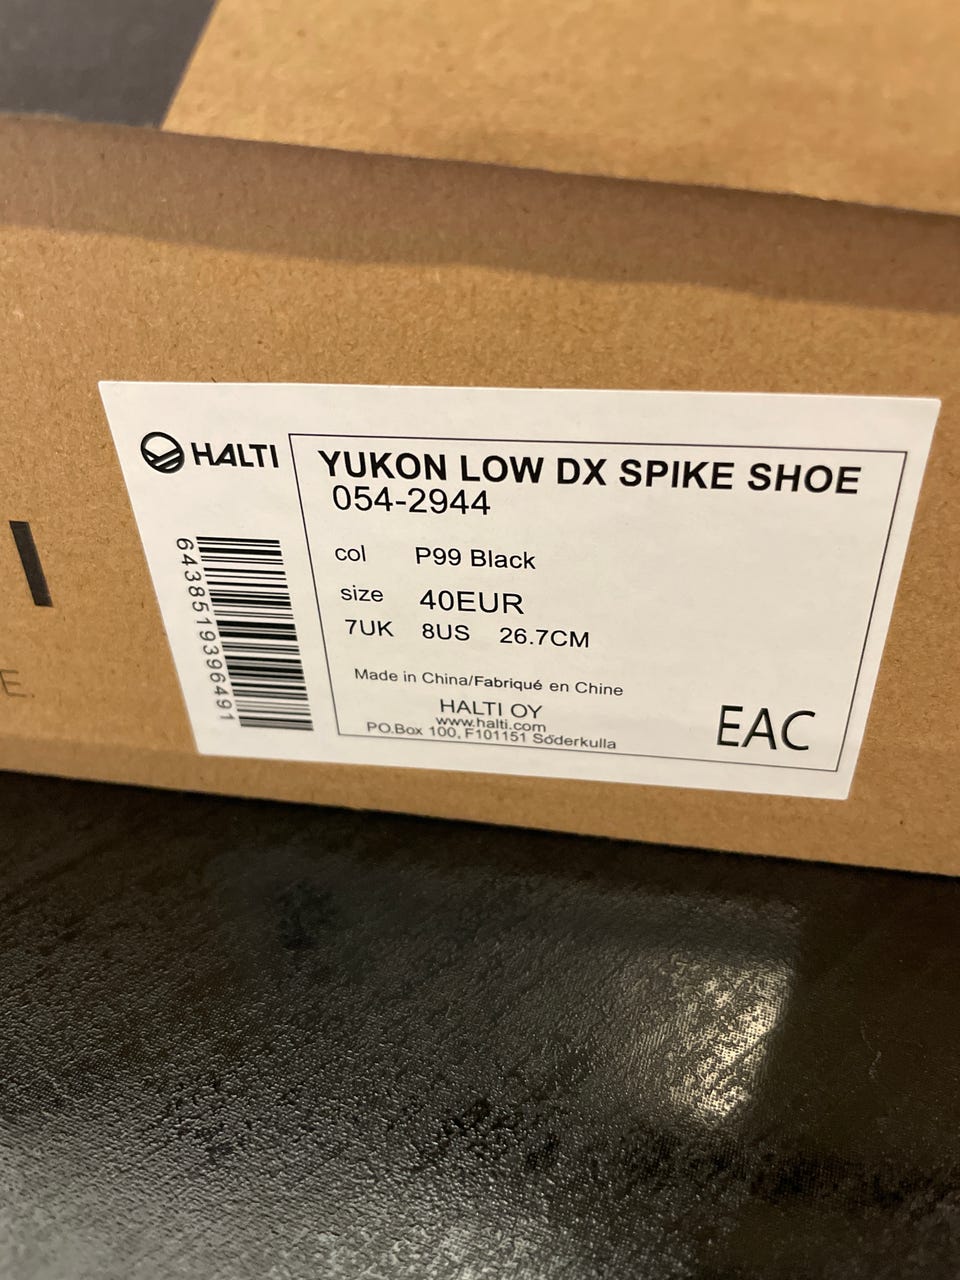 HALTI
YUKON LOW DX SPIKE SHOE
054-2944
col P99 Black
size 40EUR
7UK 8US 26.7CM
Made in China/Fabriqué en Chine
HALTI OY
www.halti.com
PO.Box 100, F101151 Söderkulla
EAC
6438519396491
I
E.